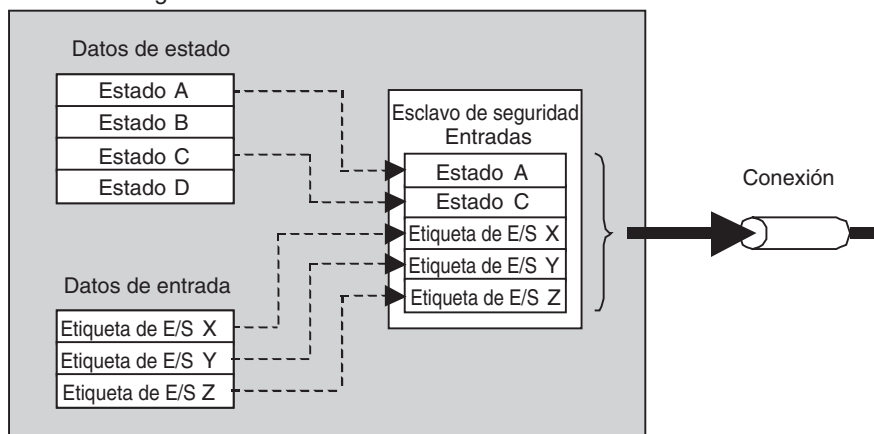 Datos de estado
Estado A
Estado B
Estado C
Estado D
Esclavo de seguridad
Entradas
Estado A
Estado C
Etiqueta de E/S X
Etiqueta de E/S Y
Etiqueta de E/S Z
Conexión
Datos de entrada
Etiqueta de E/S X
Etiqueta de E/S Y
Etiqueta de E/S Z